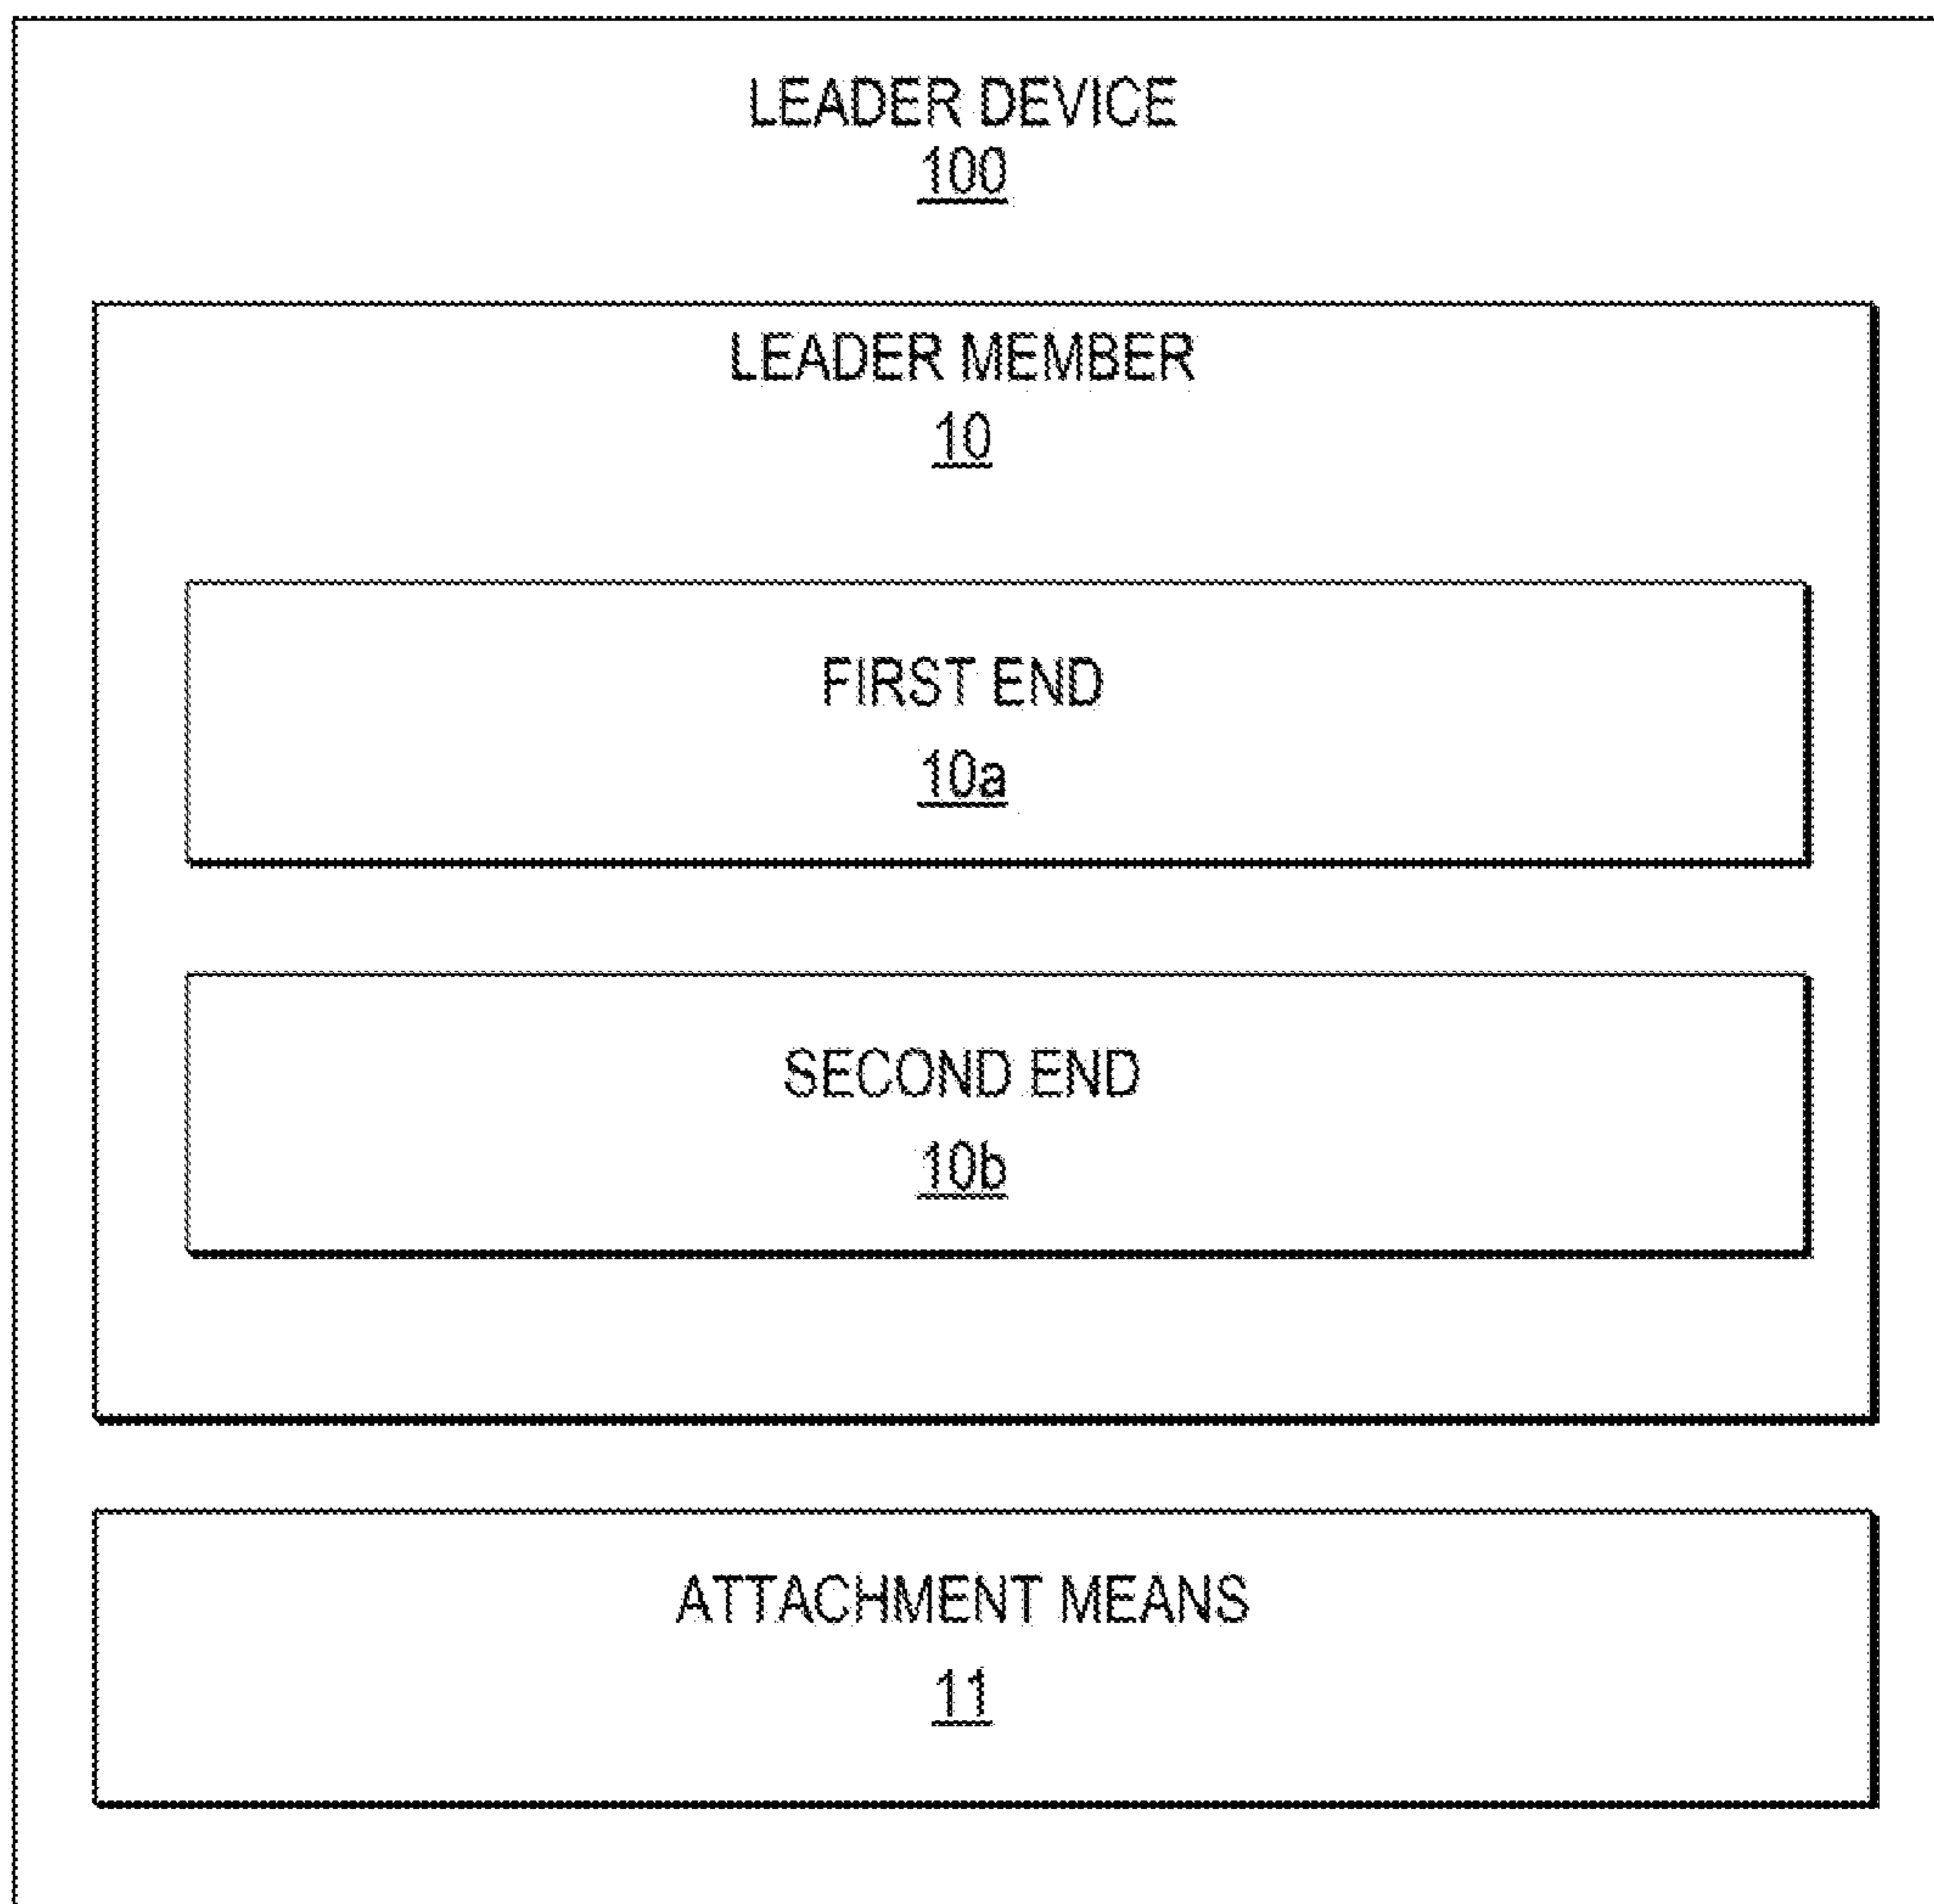 LEADER DEVICE
100
LEADER MEMBER
10
FIRST END
10a
SECOND END
10b
ATTACHMENT MEANS
11